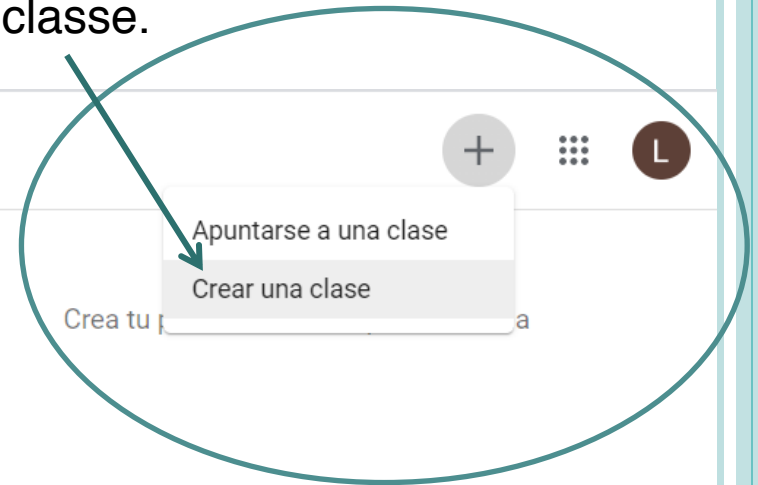 classe.
+
L
Apuntarse a una clase
Crear una clase
Crea tu
a